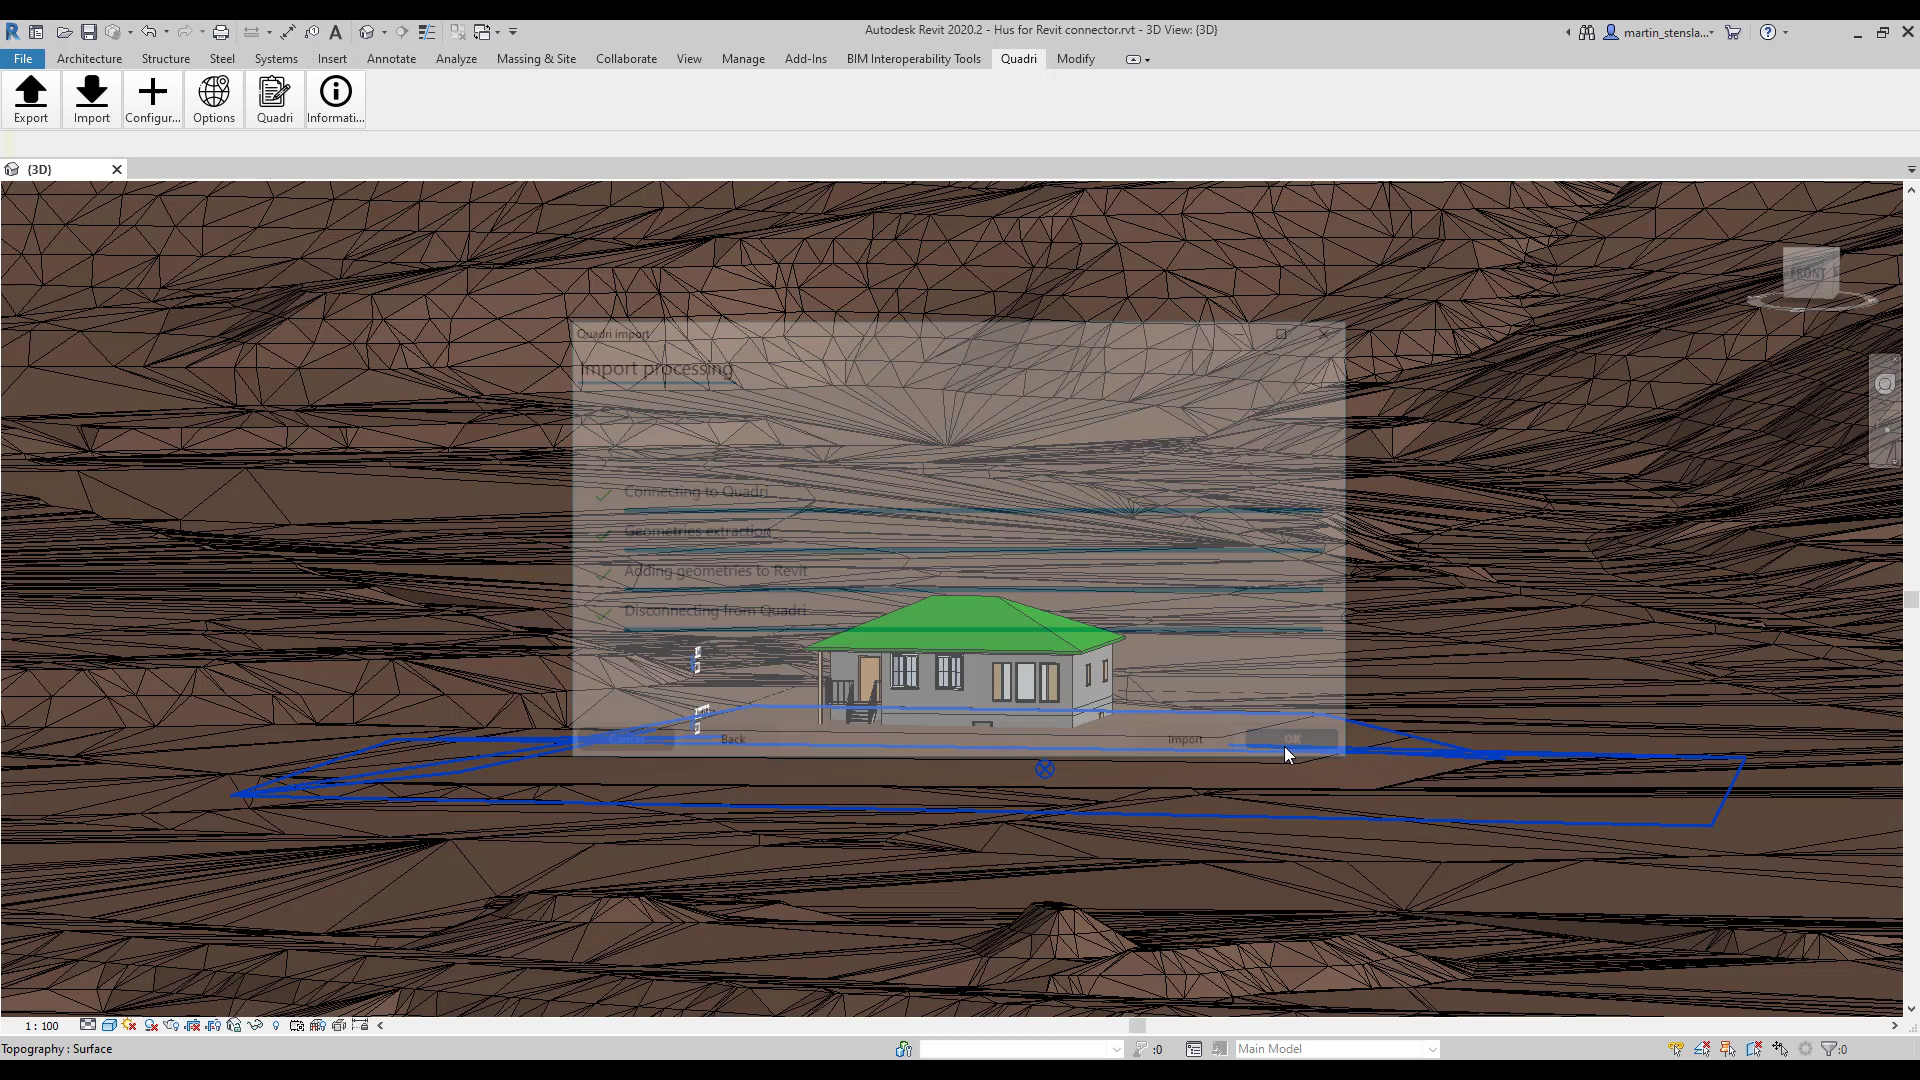 Autodesk Revit 2020.2 - Hus for Revit connector.rvt - 3D View: {3D}
martin_stensla...
File Architecture Structure Steel Systems Insert Annotate Analyze Massing & Site Collaborate View Manage Add-Ins BIM Interoperability Tools Quadri Modify
Export Import Configur... Options Quadri Informati...
{3D}
FRONT
Quadri import
Import processing
Connecting to Quadri
Geometries extraction
Adding geometries to Revit
Disconnecting from Quadri
Cancel Back Import OK
1 : 100
Topography : Surface
:0
Main Model
:0